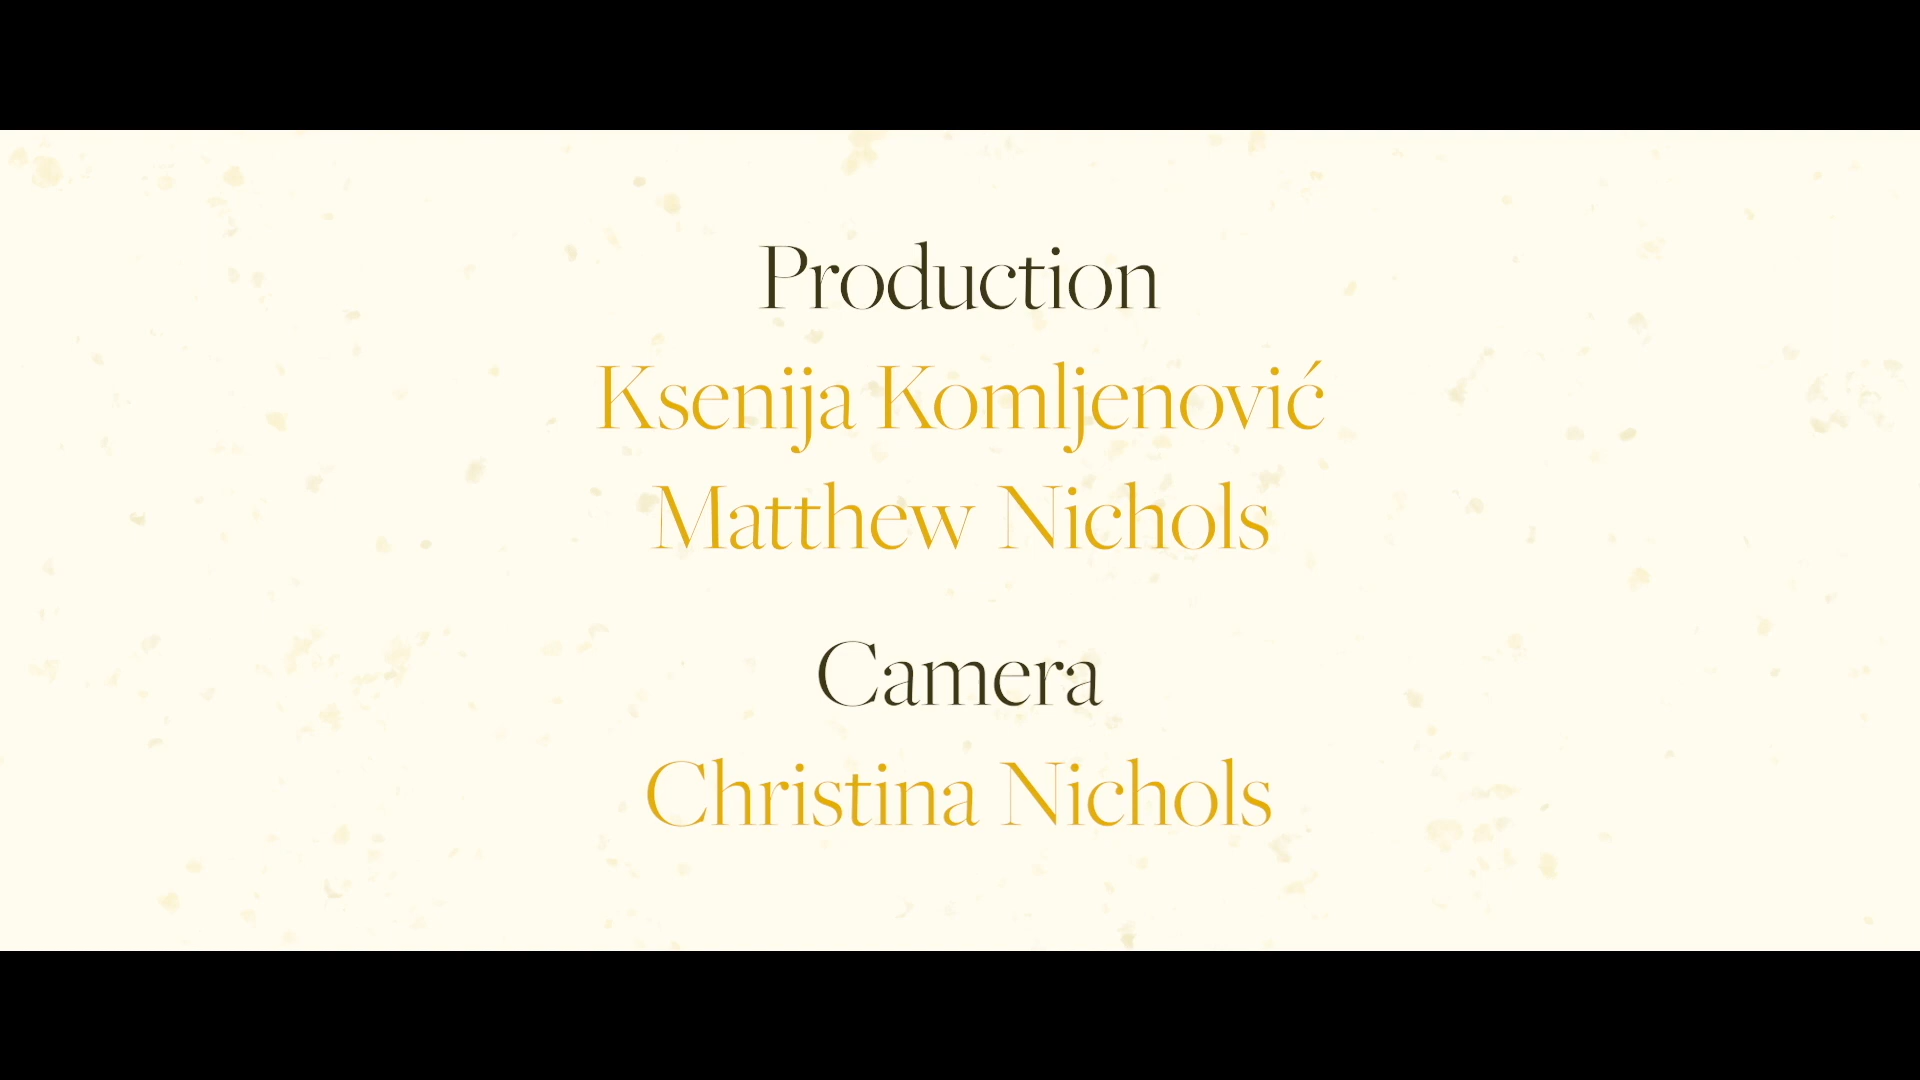 Production
Ksenija Komljenović
Matthew Nichols
Camera
Christina Nichols